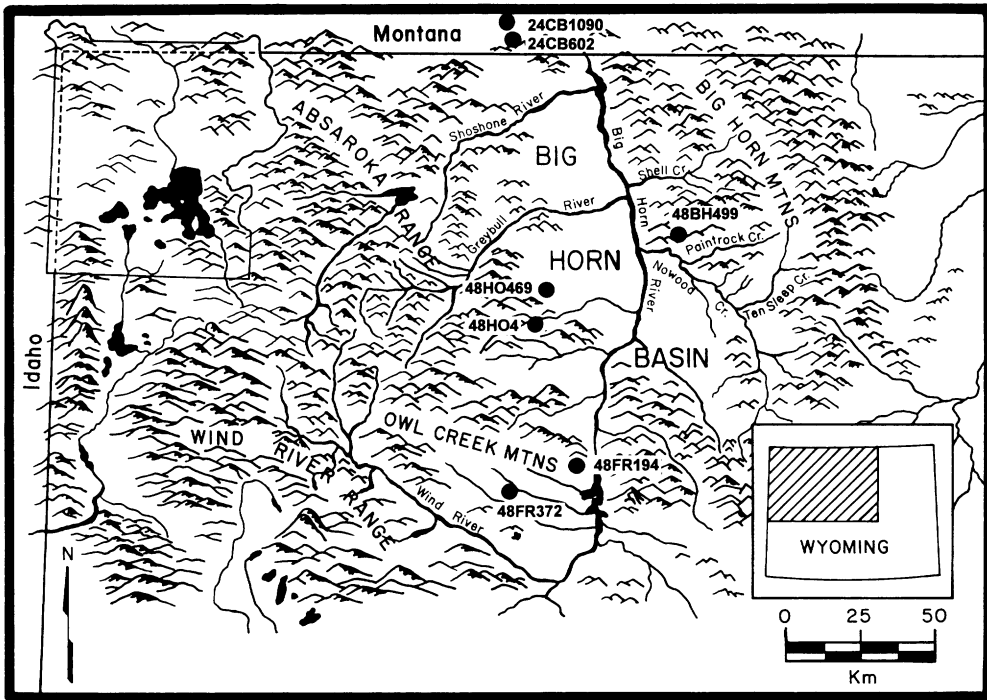 Montana
24CB1090
24CB602
ABSAROKA RANGE
Shoshone River
BIG HORN MTNS
BIG
Big Horn River
Shell Cr.
48BH499
Paintrock Cr.
Greybull River
HORN
48HO469
Nowood Cr.
Ten Sleep Cr.
48HO4
BASIN
Idaho
OWL CREEK MTNS
WIND RIVER RANGE
48FR194
48FR372
Wind River
WYOMING
N
0 25 50
Km